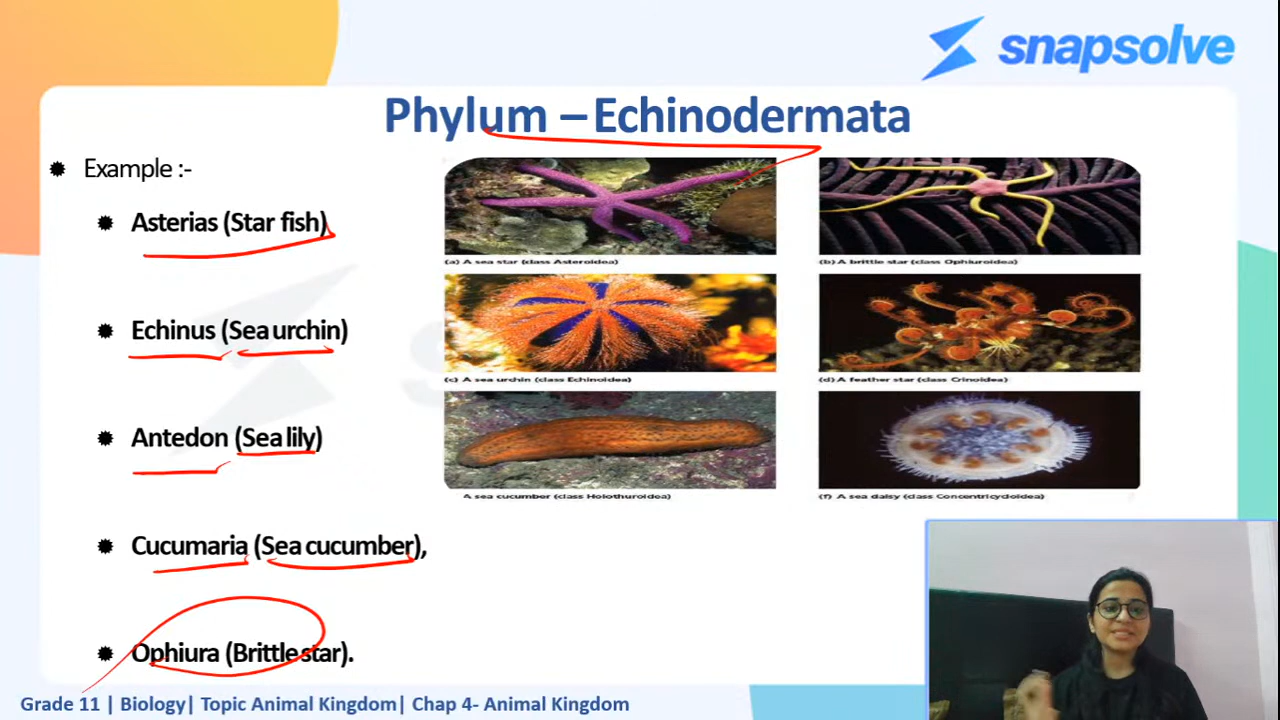 snapsolve
Phylum – Echinodermata
Example :-
Asterias (Star fish)
Echinus (Sea urchin)
Antedon (Sea lily)
Cucumaria (Sea cucumber),
Ophiura (Brittle star).
(a) A sea star (class Asteroidea)
(b) A brittle star (class Ophiuroidea)
(c) A sea urchin (class Echinoidea)
(d) A feather star (class Crinoidea)
A sea cucumber (class Holothuroidea)
(f) A sea daisy (class Concentricycloidea)
Grade 11 | Biology| Topic Animal Kingdom| Chap 4- Animal Kingdom